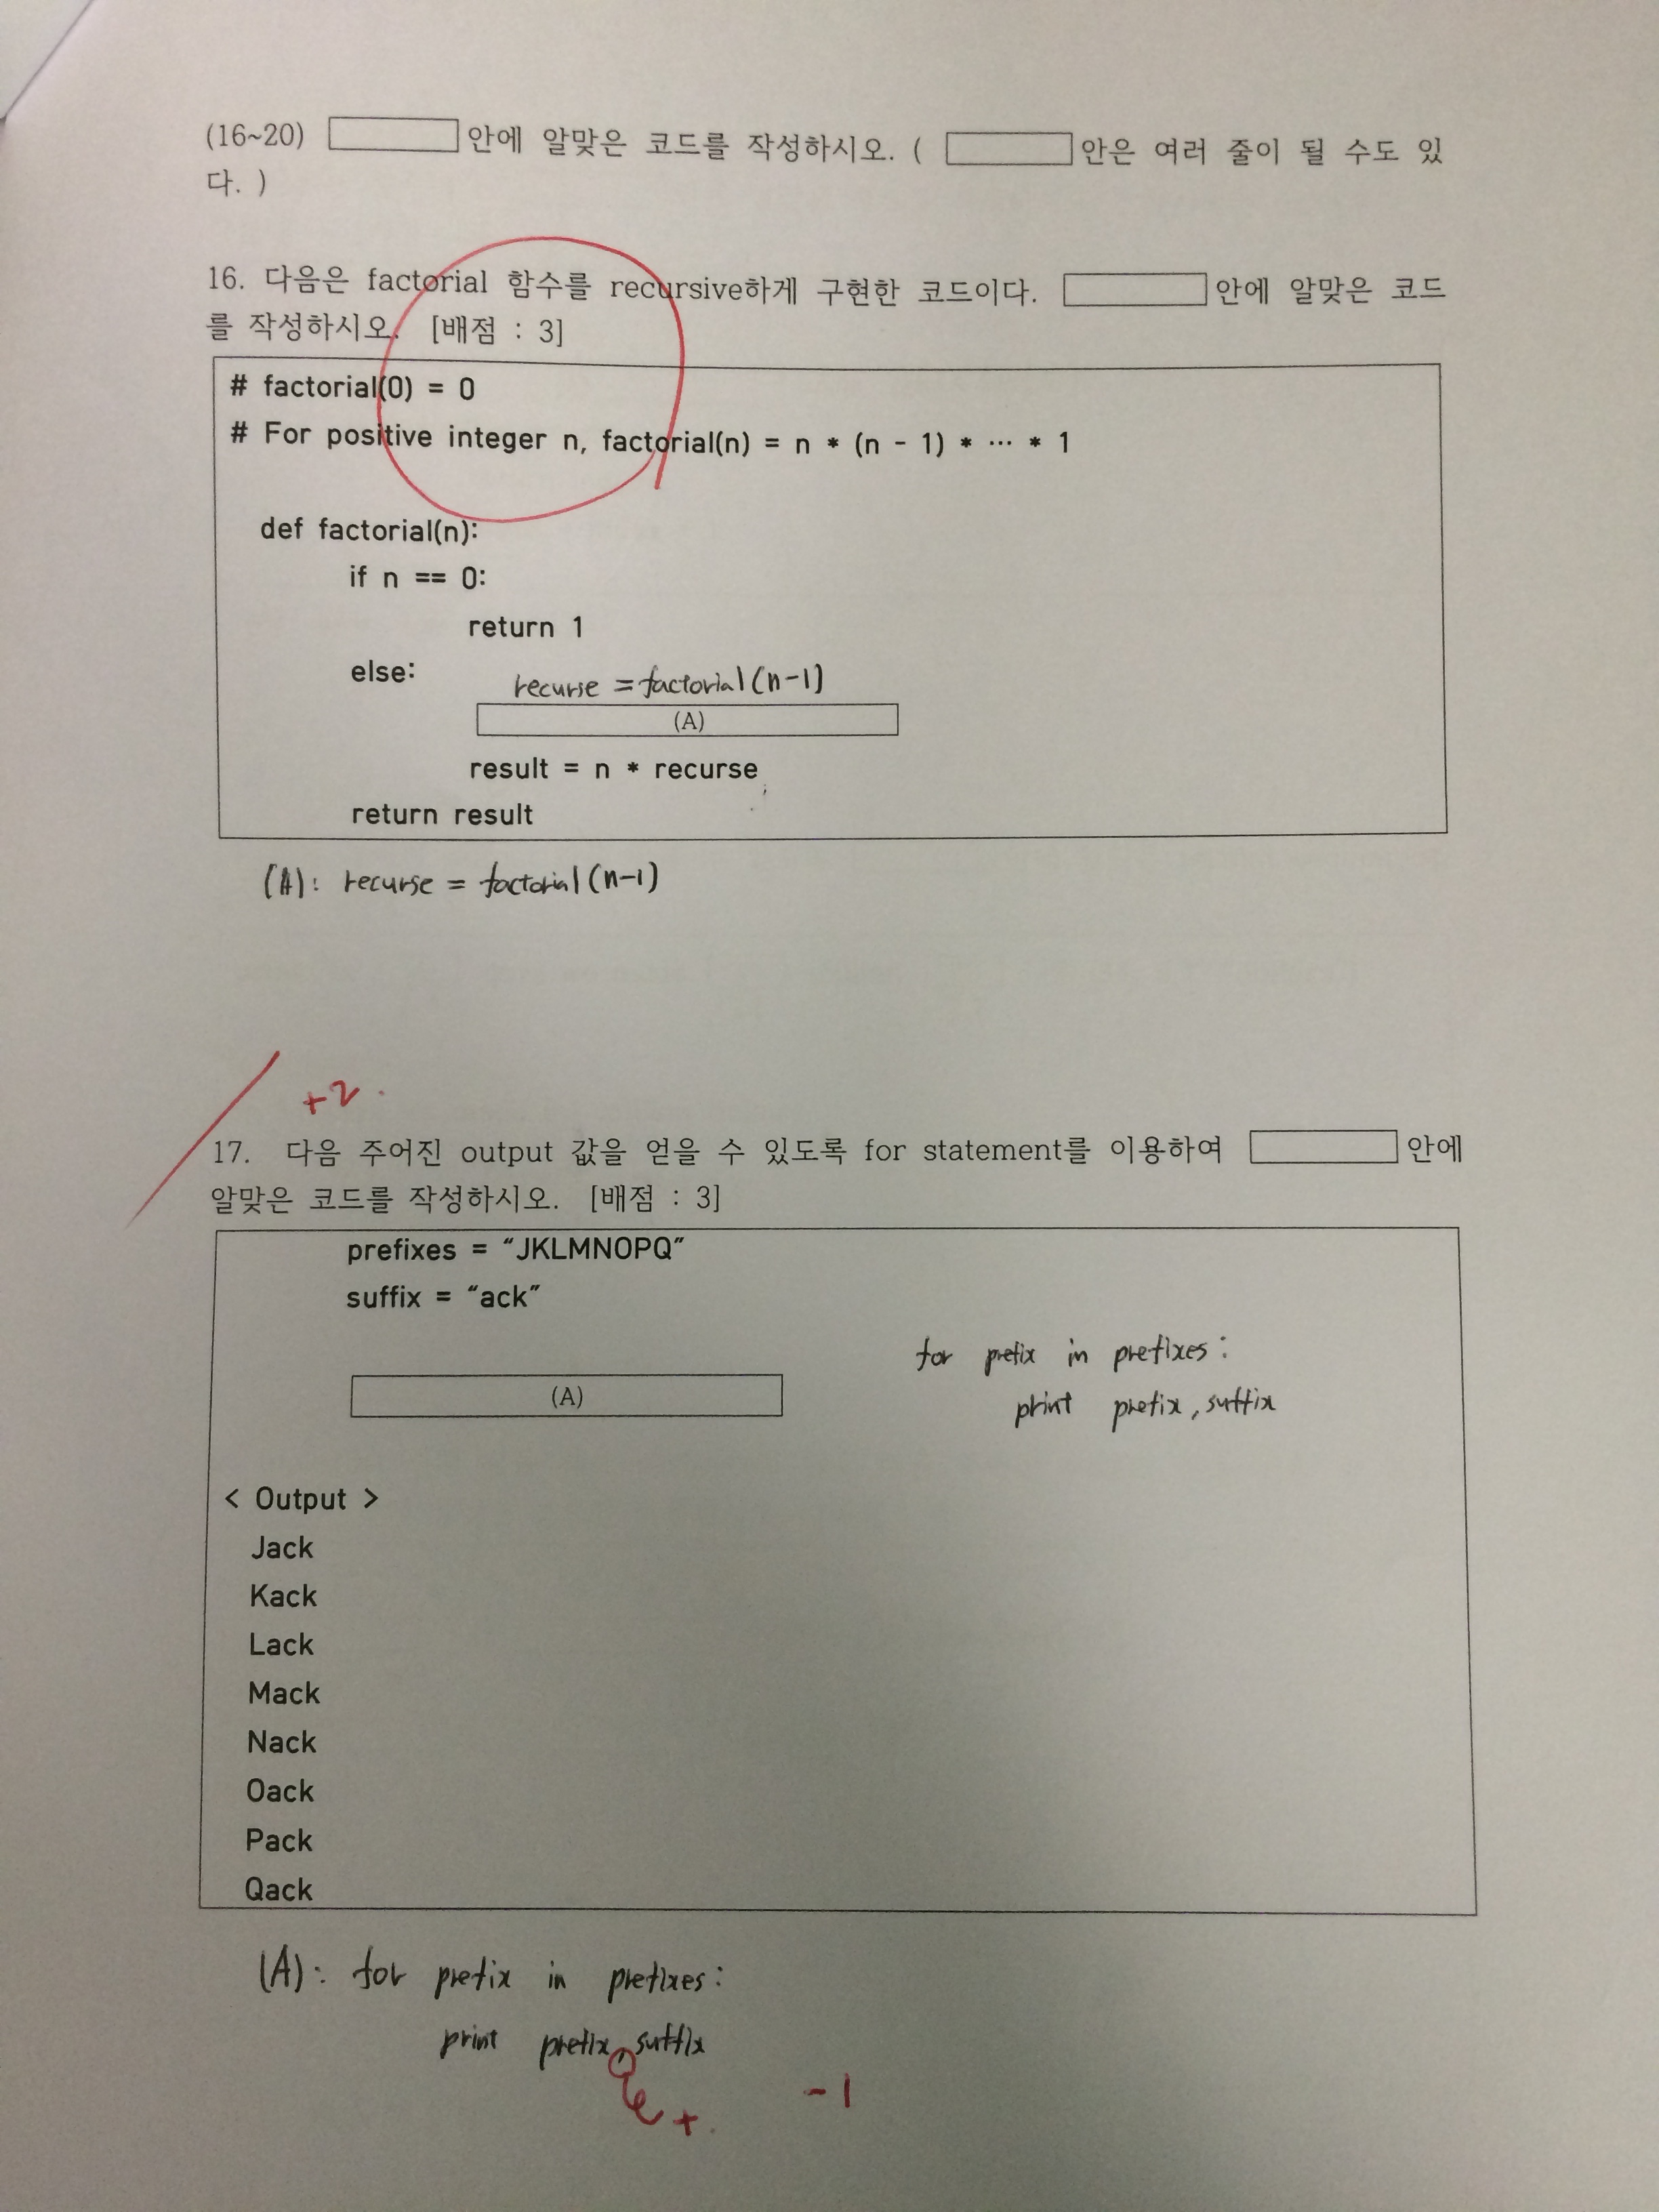 (16~20) 안에 알맞은 코드를 작성하시오. ( 안은 여러 줄이 될 수도 있
다. )
16. 다음은 factorial 함수를 recursive하게 구현한 코드이다. 안에 알맞은 코드
를 작성하시오. [배점 : 3]
# factorial(0) = 0
# For positive integer n, factorial(n) = n * (n - 1) * ··· * 1
def factorial(n):
if n == 0:
return 1
else:
recurse = factorial(n-1)
(A)
result = n * recurse
return result
(A): recurse = factorial(n-1)
+2.
17. 다음 주어진 output 값을 얻을 수 있도록 for statement를 이용하여 안에
알맞은 코드를 작성하시오. [배점 : 3]
prefixes = “JKLMNOPQ”
suffix = “ack”
for prefix in prefixes:
(A)
print prefix, suffix
< Output >
Jack
Kack
Lack
Mack
Nack
Oack
Pack
Qack
(A): for prefix in prefixes:
print prefix, suffix
-1
+.